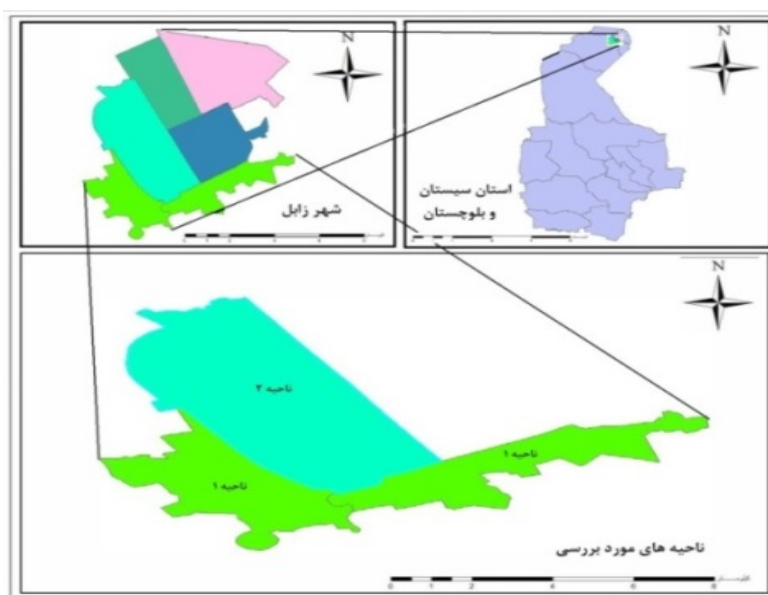 N
N
استان سیستان
و بلوچستان
شهر زابل
N
ناحیه ۲
ناحیه ۱
ناحیه ۱
ناحیه های مورد بررسی